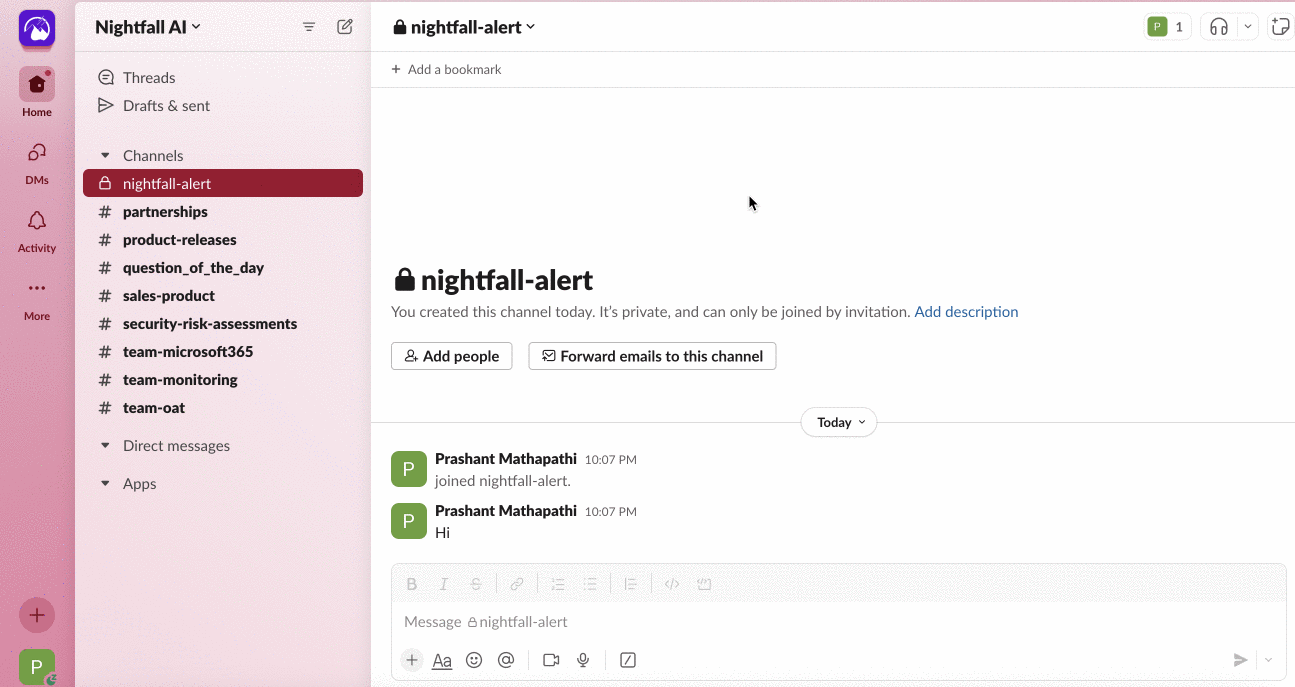 Nightfall AI
Home
DMs
Activity
More
Threads
Drafts & sent
Channels
nightfall-alert
# partnerships
# product-releases
# question_of_the_day
# sales-product
# security-risk-assessments
# team-microsoft365
# team-monitoring
# team-oat
Direct messages
Apps
P
nightfall-alert
P 1
+ Add a bookmark
nightfall-alert
You created this channel today. It’s private, and can only be joined by invitation. Add description
Add people
Forward emails to this channel
Today
P
Prashant Mathapathi 10:07 PM
joined nightfall-alert.
P
Prashant Mathapathi 10:07 PM
Hi
B I S
Message nightfall-alert
+ Aa @